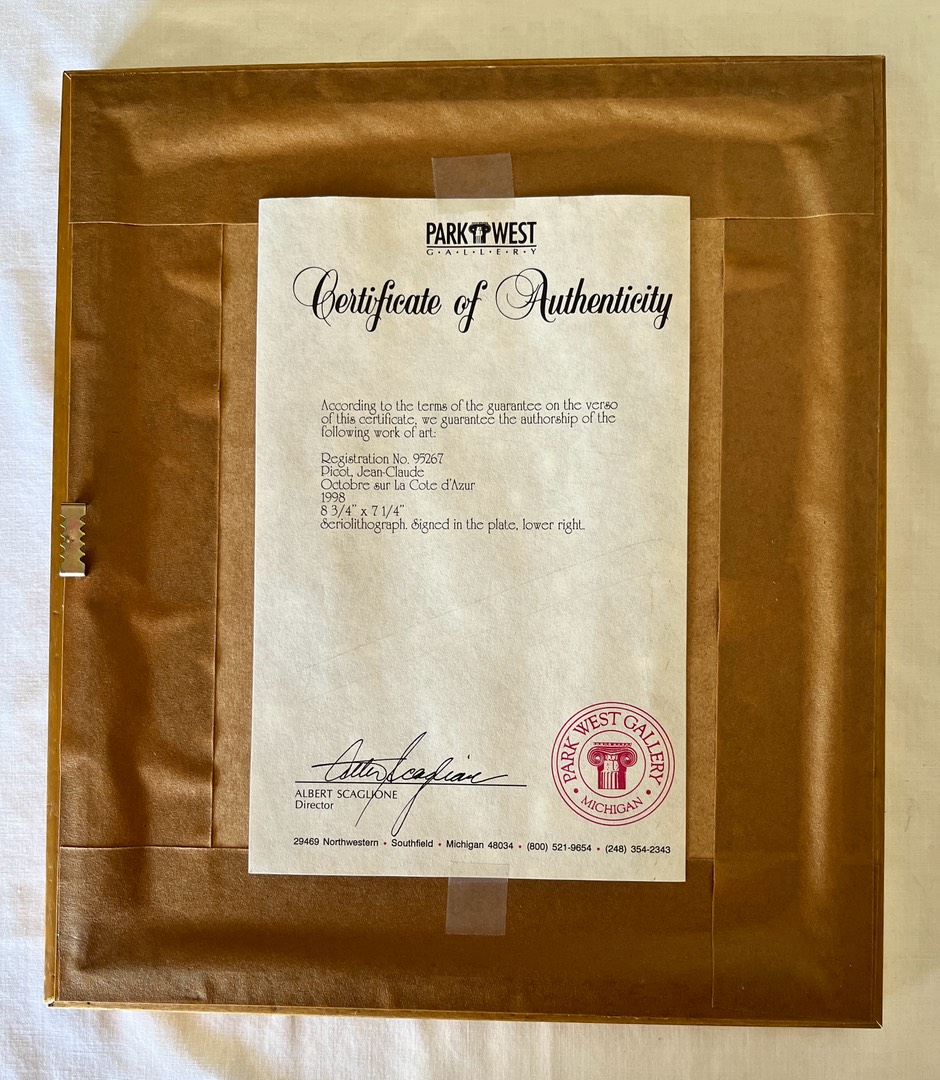 PARK WEST
G·A·L·L·E·R·Y
Certificate of Authenticity
According to the terms of the guarantee on the verso
of this certificate, we guarantee the authorship of the
following work of art:
Registration No. 95267
Picot, Jean-Claude
Octobre sur La Cote d'Azur
1998
8 3/4" x 7 1/4"
Seriolithograph. Signed in the plate, lower right.
ALBERT SCAGLIONE
Director
PARK WEST GALLERY
• MICHIGAN •
29469 Northwestern • Southfield • Michigan 48034 • (800) 521-9654 • (248) 354-2343